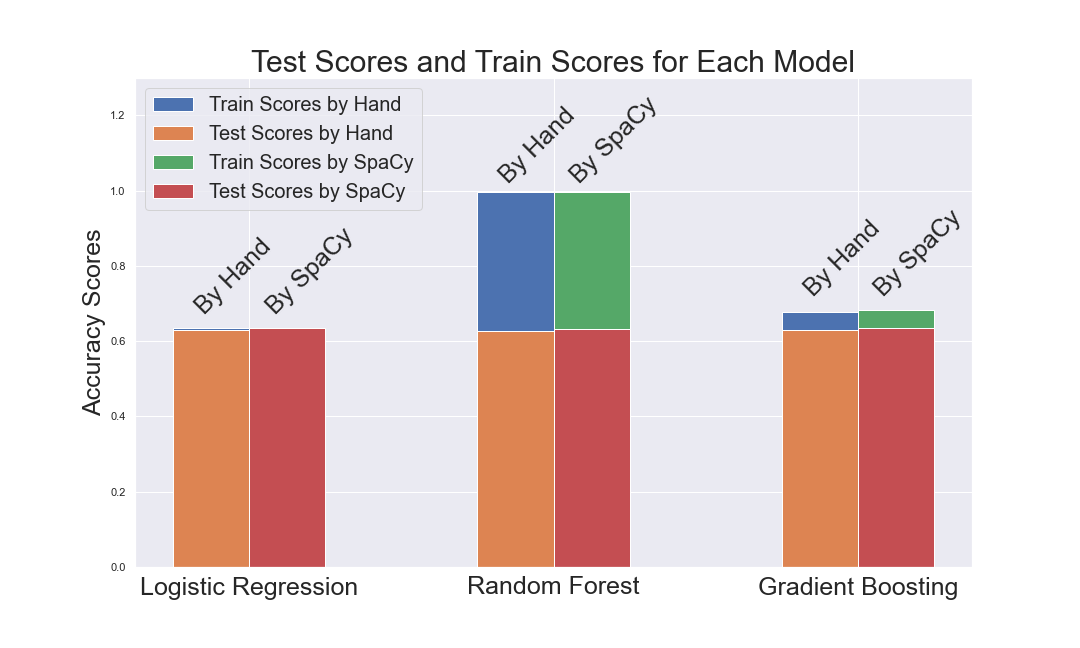 Test Scores and Train Scores for Each Model
Train Scores by Hand
Test Scores by Hand
Train Scores by SpaCy
Test Scores by SpaCy
By Hand
By SpaCy
By Hand
By SpaCy
By Hand
By SpaCy
Accuracy Scores
1.2
1.0
0.8
0.6
0.4
0.2
0.0
Logistic Regression
Random Forest
Gradient Boosting